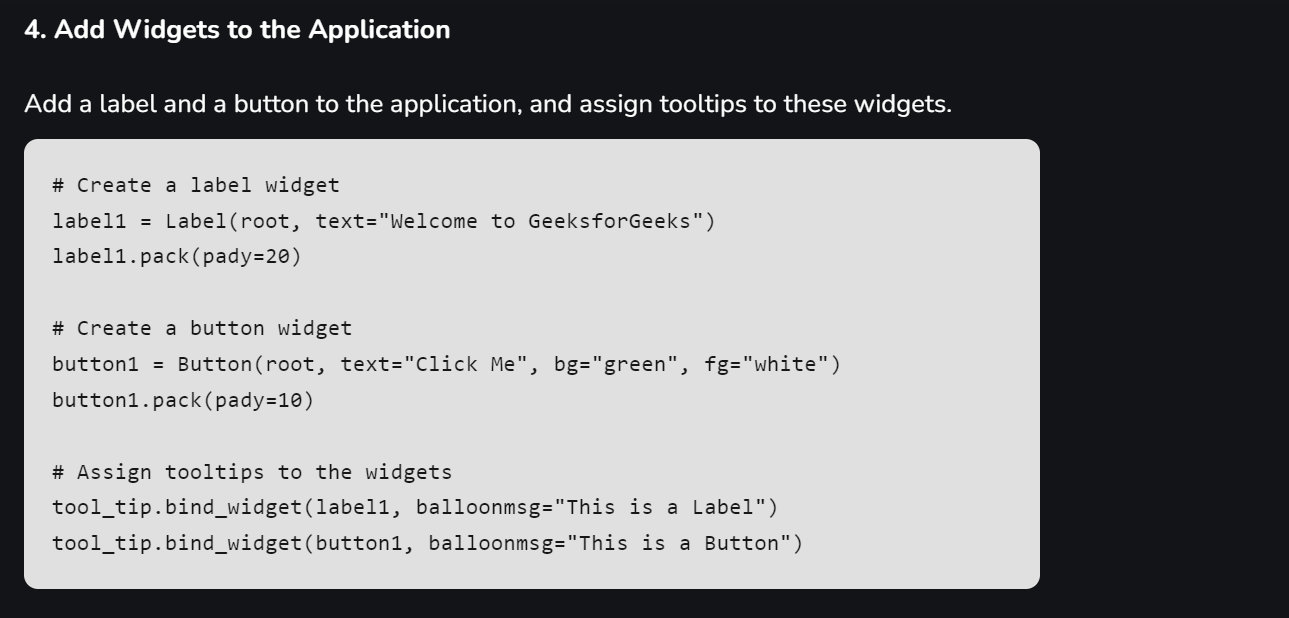 4. Add Widgets to the Application
Add a label and a button to the application, and assign tooltips to these widgets.
# Create a label widget
label1 = Label(root, text="Welcome to GeeksforGeeks")
label1.pack(pady=20)
# Create a button widget
button1 = Button(root, text="Click Me", bg="green", fg="white")
button1.pack(pady=10)
# Assign tooltips to the widgets
tool_tip.bind_widget(label1, balloonmsg="This is a Label")
tool_tip.bind_widget(button1, balloonmsg="This is a Button")